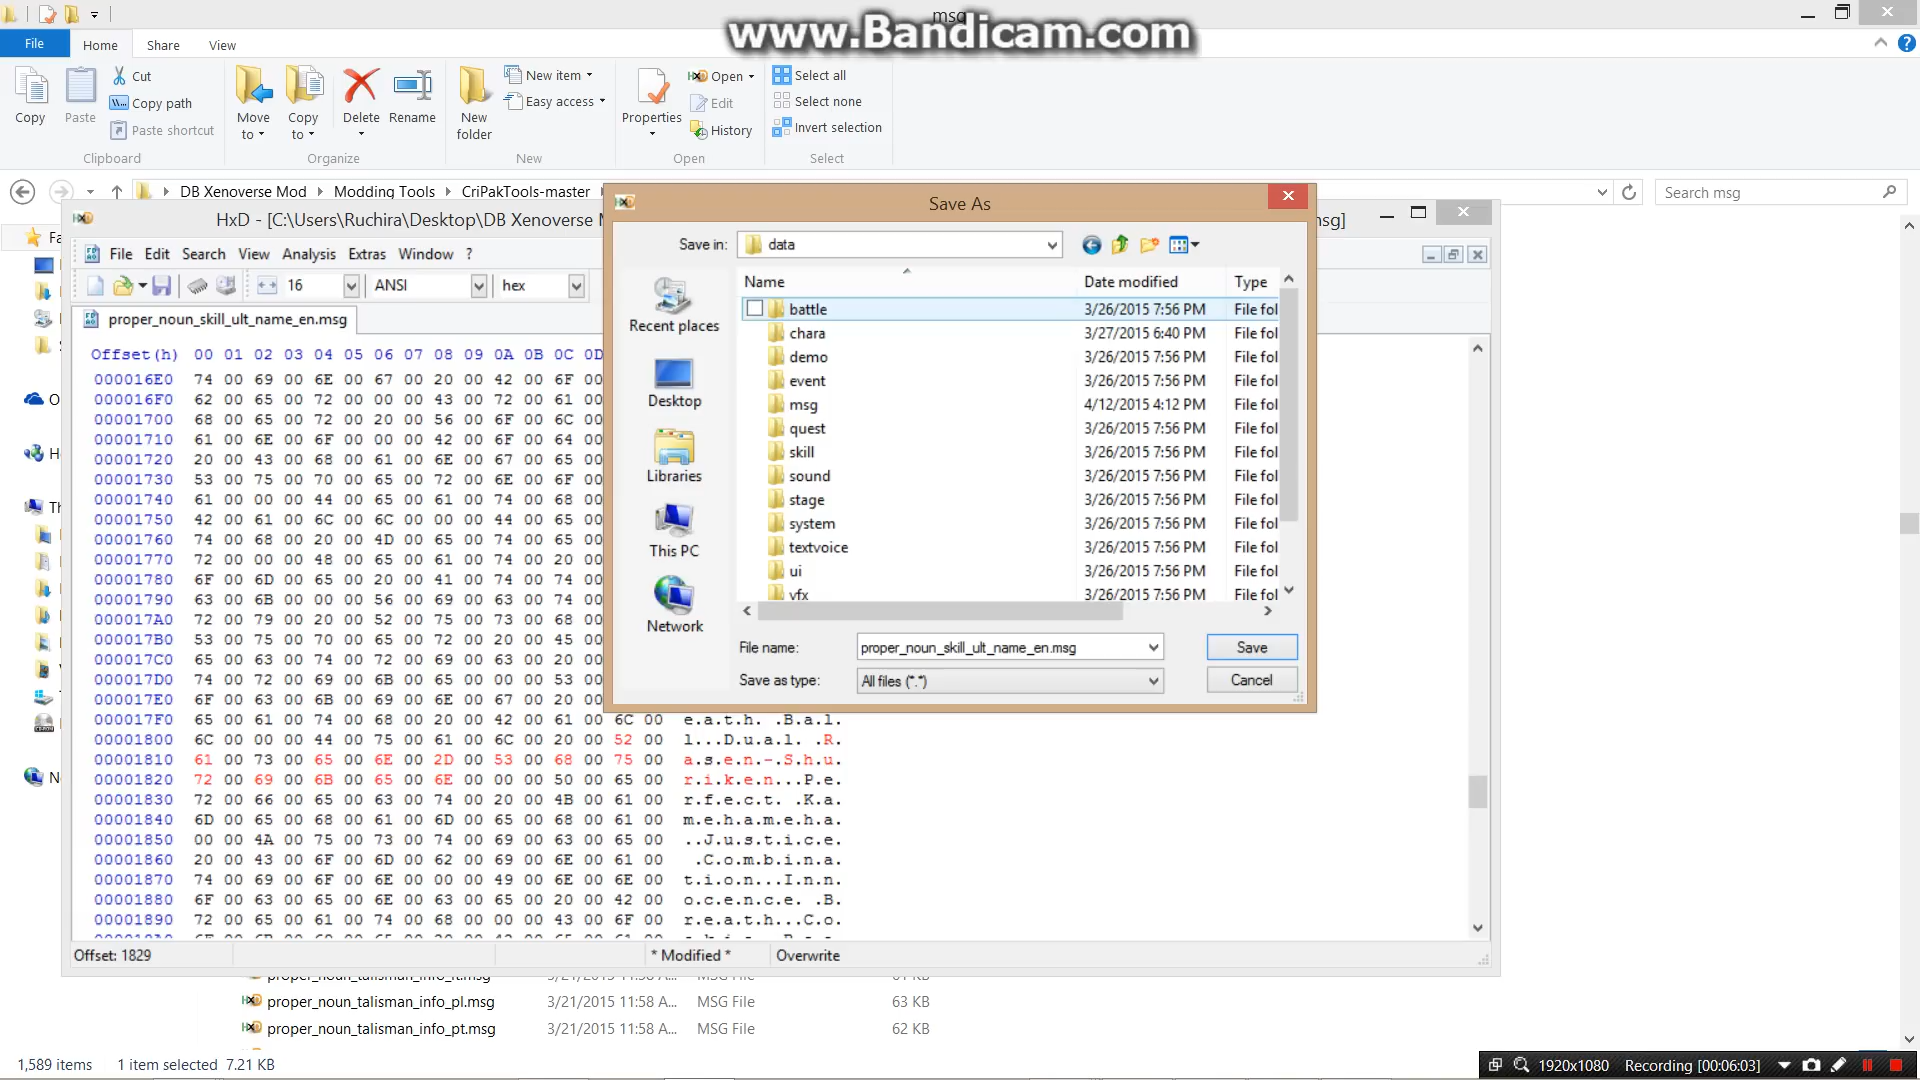 msg
www.Bandicam.com
File Home Share View
Cut
Copy path
Paste shortcut
Copy Paste
Clipboard
Move to Copy to Delete Rename
Organize
New folder
New item
Easy access
New
Properties
Open
Edit
History
Open
Select all
Select none
Invert selection
Select
DB Xenoverse Mod Modding Tools CriPakTools-master
Search msg
HxD - [C:\Users\Ruchira\Desktop\DB Xenoverse M
msg]
File Edit Search View Analysis Extras Window ?
16 ANSI hex
proper_noun_skill_ult_name_en.msg
Offset(h) 00 01 02 03 04 05 06 07 08 09 0A 0B 0C 0D
000016E0 74 00 69 00 6E 00 67 00 20 00 42 00 6F 00
000016F0 62 00 65 00 72 00 00 00 43 00 72 00 61 00
00001700 68 00 65 00 72 00 20 00 56 00 6F 00 6C 00
00001710 61 00 6E 00 6F 00 00 00 42 00 6F 00 64 00
00001720 20 00 43 00 68 00 61 00 6E 00 67 00 65 00
00001730 53 00 75 00 70 00 65 00 72 00 6E 00 6F 00
00001740 61 00 00 00 44 00 65 00 61 00 74 00 68 00
00001750 42 00 61 00 6C 00 6C 00 00 00 44 00 65 00
00001760 74 00 68 00 20 00 4D 00 65 00 74 00 65 00
00001770 72 00 00 00 48 00 65 00 61 00 74 00 20 00
00001780 6F 00 6D 00 65 00 20 00 41 00 74 00 74 00
00001790 63 00 6B 00 00 00 56 00 69 00 63 00 74 00
000017A0 72 00 79 00 20 00 52 00 75 00 73 00 68 00
000017B0 53 00 75 00 70 00 65 00 72 00 20 00 45 00
000017C0 65 00 63 00 74 00 72 00 69 00 63 00 20 00
000017D0 74 00 72 00 69 00 6B 00 65 00 00 00 53 00
000017E0 6F 00 63 00 6B 00 69 00 6E 00 67 00 20 00
000017F0 65 00 61 00 74 00 68 00 20 00 42 00 61 00 6C 00 e.a.t.h. .B.a.l.
00001800 6C 00 00 00 44 00 75 00 61 00 6C 00 20 00 52 00 l...D.u.a.l. .R.
00001810 61 00 73 00 65 00 6E 00 2D 00 53 00 68 00 75 00 a.s.e.n.-.S.h.u.
00001820 72 00 69 00 6B 00 65 00 6E 00 00 00 50 00 65 00 r.i.k.e.n...P.e.
00001830 72 00 66 00 65 00 63 00 74 00 20 00 4B 00 61 00 r.f.e.c.t. .K.a.
00001840 6D 00 65 00 68 00 61 00 6D 00 65 00 68 00 61 00 m.e.h.a.m.e.h.a.
00001850 00 00 4A 00 75 00 73 00 74 00 69 00 63 00 65 00 ..J.u.s.t.i.c.e.
00001860 20 00 43 00 6F 00 6D 00 62 00 69 00 6E 00 61 00 .C.o.m.b.i.n.a.
00001870 74 00 69 00 6F 00 6E 00 00 00 49 00 6E 00 6E 00 t.i.o.n...I.n.n.
00001880 6F 00 63 00 65 00 6E 00 63 00 65 00 20 00 42 00 o.c.e.n.c.e. .B.
00001890 72 00 65 00 61 00 74 00 68 00 00 00 43 00 6F 00 r.e.a.t.h...C.o.
Offset: 1829 * Modified * Overwrite
Save As
Save in: data
Recent places
Desktop
Libraries
This PC
Network
Name Date modified Type
battle 3/26/2015 7:56 PM File fol
chara 3/27/2015 6:40 PM File fol
demo 3/26/2015 7:56 PM File fol
event 3/26/2015 7:56 PM File fol
msg 4/12/2015 4:12 PM File fol
quest 3/26/2015 7:56 PM File fol
skill 3/26/2015 7:56 PM File fol
sound 3/26/2015 7:56 PM File fol
stage 3/26/2015 7:56 PM File fol
system 3/26/2015 7:56 PM File fol
textvoice 3/26/2015 7:56 PM File fol
ui 3/26/2015 7:56 PM File fol
vfx 3/26/2015 7:56 PM File fol
File name: proper_noun_skill_ult_name_en.msg Save
Save as type: All files (*.*) Cancel
proper_noun_talisman_info_it.msg 3/21/2015 11:58 A... MSG File
proper_noun_talisman_info_pl.msg 3/21/2015 11:58 A... MSG File 63 KB
proper_noun_talisman_info_pt.msg 3/21/2015 11:58 A... MSG File 62 KB
1,589 items 1 item selected 7.21 KB
1920x1080 Recording [00:06:03]